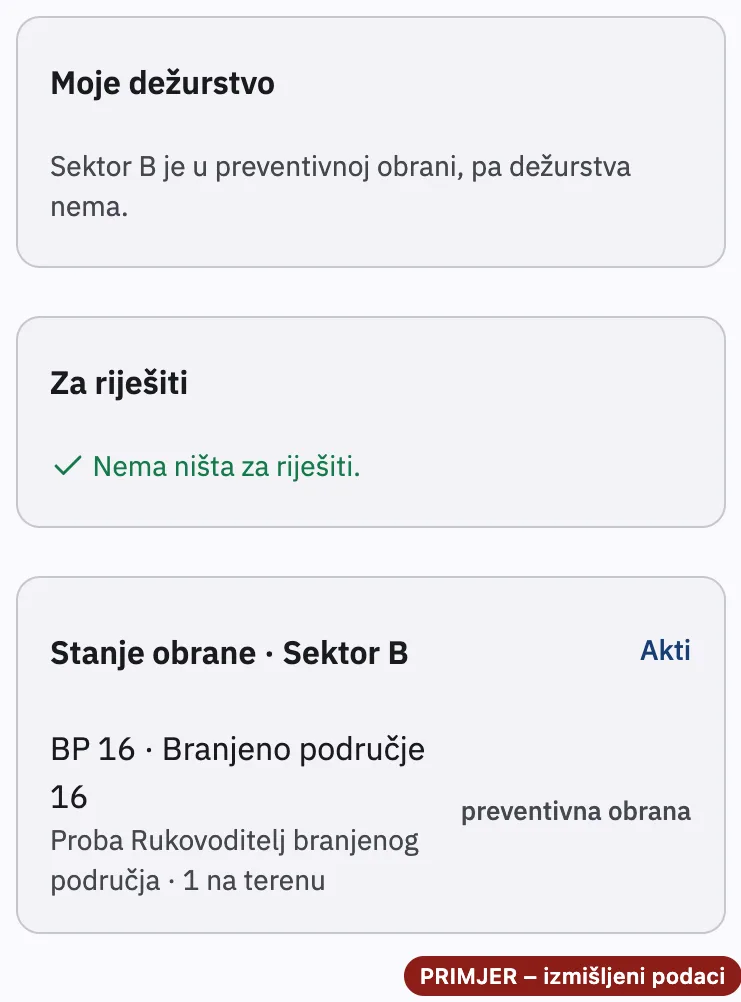 Moje dežurstvo
Sektor B je u preventivnoj obrani, pa dežurstva
nema.
Za riješiti
Nema ništa za riješiti.
Stanje obrane · Sektor B
Akti
BP 16 · Branjeno područje
16
preventivna obrana
Proba Rukovoditelj branjenog
područja · 1 na terenu
PRIMJER – izmišljeni podaci